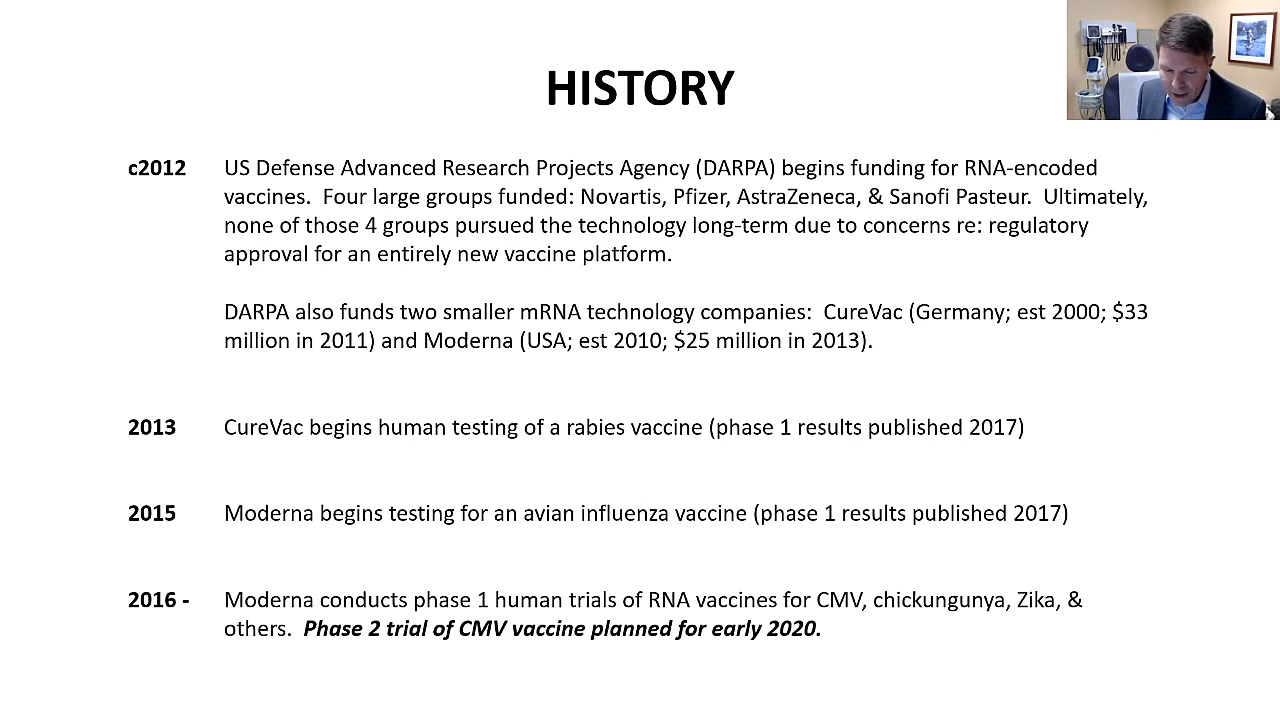 HISTORY
c2012 US Defense Advanced Research Projects Agency (DARPA) begins funding for RNA-encoded
vaccines.  Four large groups funded: Novartis, Pfizer, AstraZeneca, & Sanofi Pasteur.  Ultimately,
none of those 4 groups pursued the technology long-term due to concerns re: regulatory
approval for an entirely new vaccine platform.
DARPA also funds two smaller mRNA technology companies:  CureVac (Germany; est 2000; $33
million in 2011) and Moderna (USA; est 2010; $25 million in 2013).
2013 CureVac begins human testing of a rabies vaccine (phase 1 results published 2017)
2015 Moderna begins testing for an avian influenza vaccine (phase 1 results published 2017)
2016 - Moderna conducts phase 1 human trials of RNA vaccines for CMV, chickungunya, Zika, &
others.  Phase 2 trial of CMV vaccine planned for early 2020.